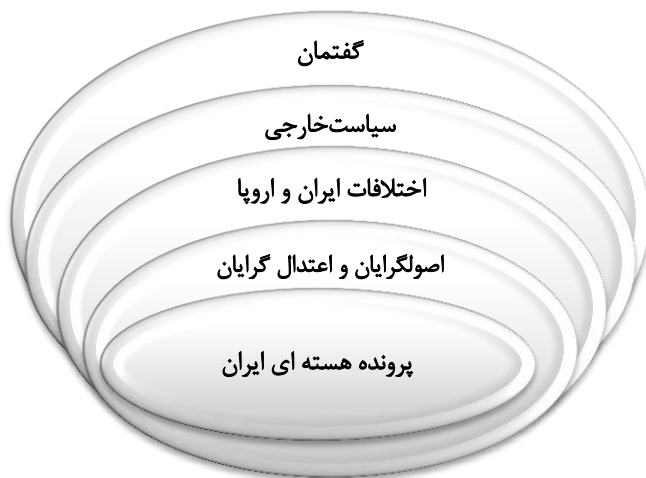 گفتمان
سیاست‌خارجی
اختلافات ایران و اروپا
اصولگرایان و اعتدال گرایان
پرونده هسته ای ایران